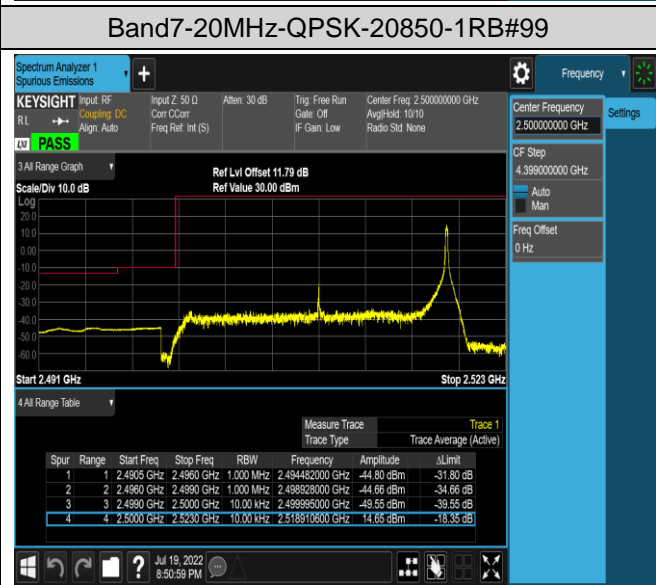 Band7-20MHz-QPSK-20850-1RB#99
Spectrum Analyzer 1
Spurious Emissions
+
Frequency
KEYSIGHT
Input: RF
Input Z: 50 Ω
Atten: 30 dB
Trig: Free Run
Center Freq: 2.500000000 GHz
RL
Coupling: DC
Corr CCorr
Gate: Off
Avg|Hold: 10/10
Align: Auto
Freq Ref: Int (S)
IF Gain: Low
Radio Std: None
PASS
Center Frequency
2.500000000 GHz
Settings
CF Step
4.399000000 GHz
Auto
Man
Freq Offset
0 Hz
3 All Range Graph
Ref Lvl Offset 11.79 dB
Scale/Div 10.0 dB
Ref Value 30.00 dBm
Log
20.0
10.0
0.00
-10.0
-20.0
-30.0
-40.0
-50.0
-60.0
Start 2.491 GHz
Stop 2.523 GHz
4 All Range Table
Measure Trace Trace 1
Trace Type Trace Average (Active)
Spur Range Start Freq Stop Freq RBW Frequency Amplitude ΔLimit
1 1 2.4905 GHz 2.4960 GHz 1.000 MHz 2.494482000 GHz -44.80 dBm -31.80 dB
2 2 2.4960 GHz 2.4990 GHz 1.000 MHz 2.498928000 GHz -44.66 dBm -34.66 dB
3 3 2.4990 GHz 2.5000 GHz 10.00 kHz 2.499995000 GHz -49.55 dBm -39.55 dB
4 4 2.5000 GHz 2.5230 GHz 10.00 kHz 2.518910600 GHz 14.65 dBm -18.35 dB
?
Jul 19, 2022
8:50:59 PM